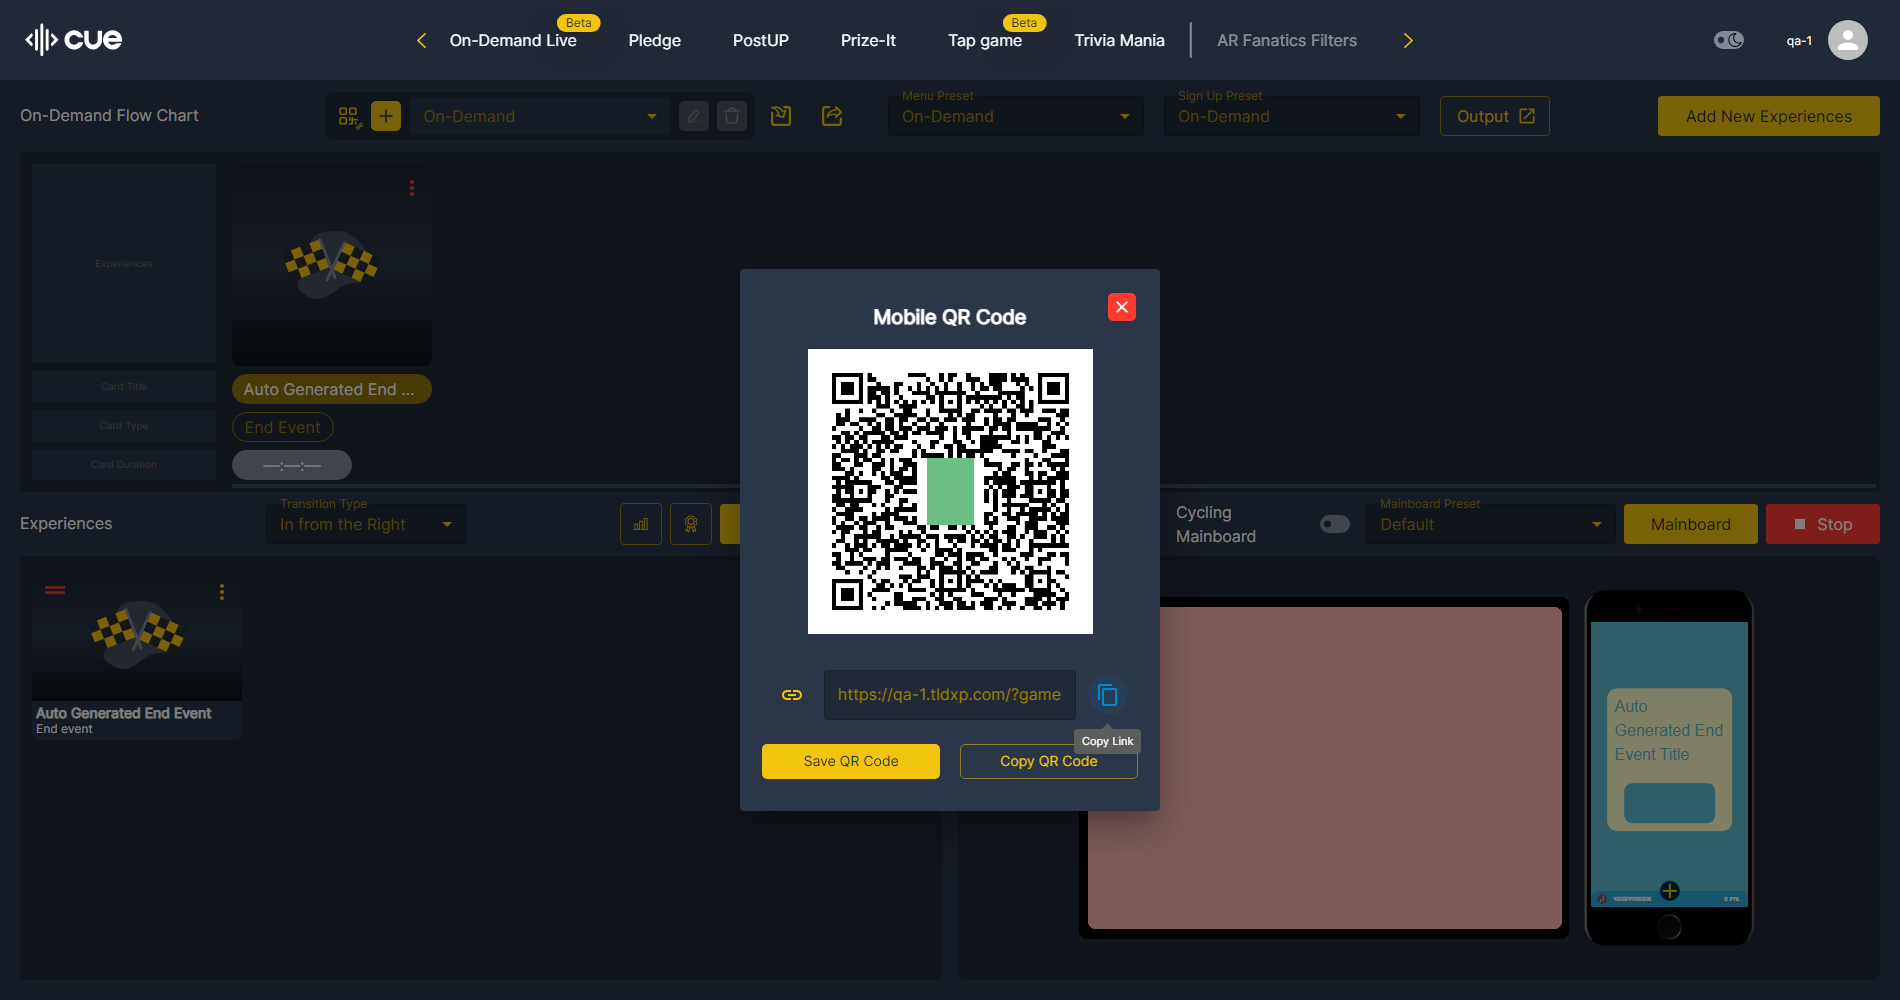 cue
On-Demand Live
Beta
Pledge
PostUP
Prize-It
Tap game
Beta
Trivia Mania
AR Fanatics Filters
qa-1
On-Demand Flow Chart
On-Demand
Menu Preset
On-Demand
Sign Up Preset
On-Demand
Output
Add New Experiences
Experiences
Card Title
Auto Generated End ...
Card Type
End Event
Card Duration
—:—:—
Mobile QR Code
https://qa-1.tldxp.com/?game
Copy Link
Save QR Code
Copy QR Code
Experiences
Transition Type
In from the Right
Cycling
Mainboard
Mainboard Preset
Default
Mainboard
Stop
Auto Generated End Event
End event
Auto
Generated End
Event Title
0 PTS.